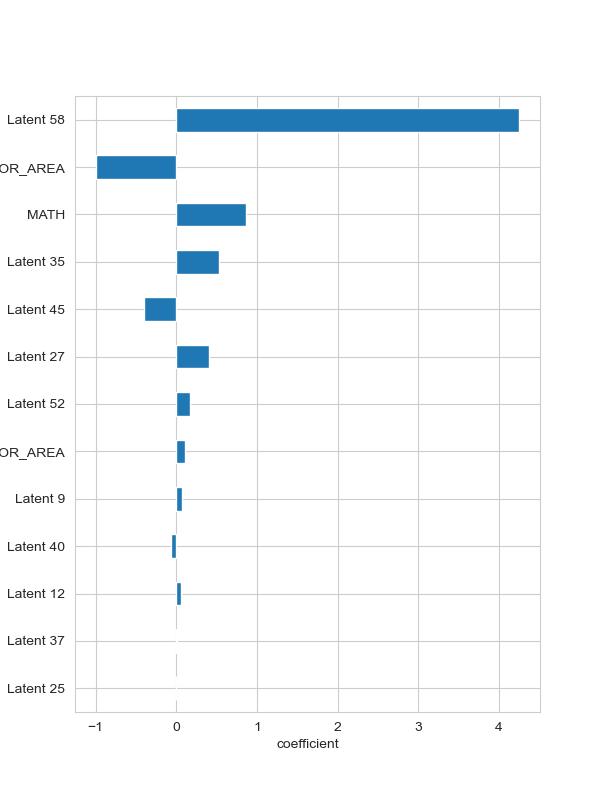 Latent 58
OR_AREA
MATH
Latent 35
Latent 45
Latent 27
Latent 52
OR_AREA
Latent 9
Latent 40
Latent 12
Latent 37
Latent 25
−1 0 1 2 3 4
coefficient